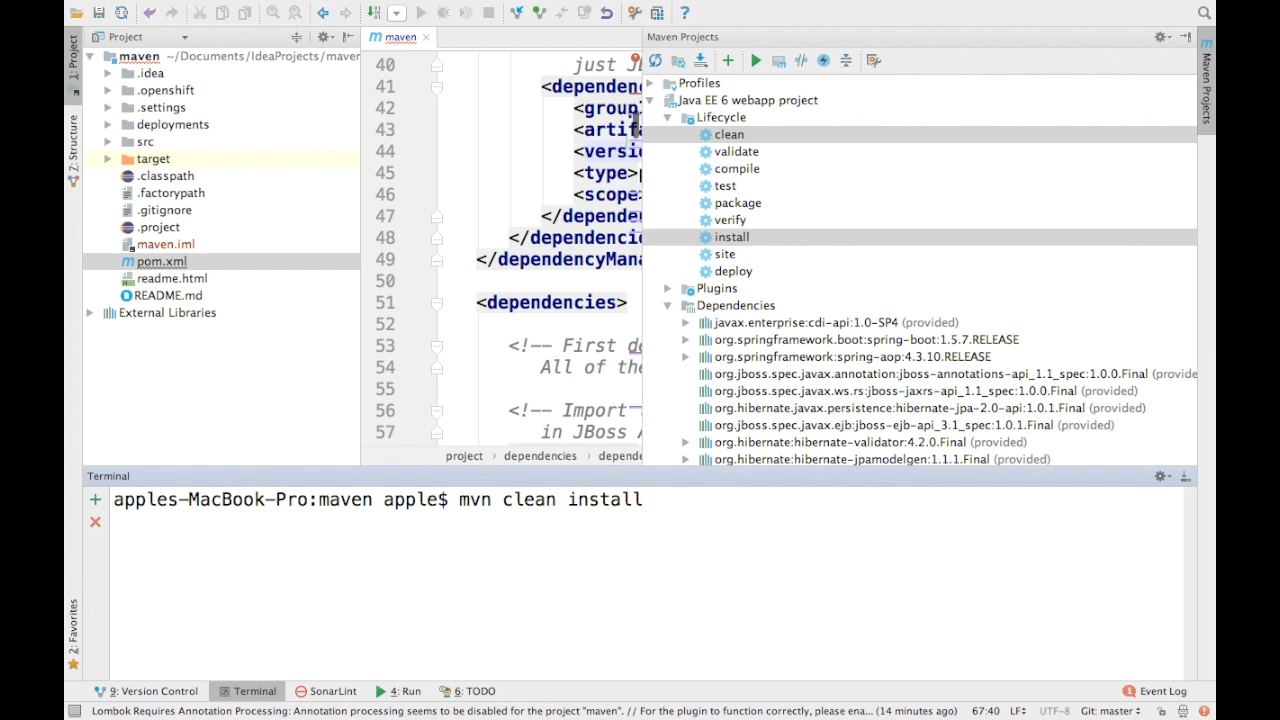 Project
maven
Maven Projects
1: Project
7: Structure
2: Favorites
Maven Projects
maven ~/Documents/IdeaProjects/maven
.idea
.openshift
.settings
deployments
src
target
.classpath
.factorypath
.gitignore
.project
maven.iml
pom.xml
readme.html
README.md
External Libraries
40 just
41 <dependen
42 <group
43 <artif
44 <versi
45 <type>
46 <scope>
47 </depende
48 </dependenci
49 </dependencyMana
50
51 <dependencies>
52
53 <!-- First de
54 All of the
55
56 <!-- Import
57 in JBoss A
project dependencies depende
Profiles
Java EE 6 webapp project
Lifecycle
clean
validate
compile
test
package
verify
install
site
deploy
Plugins
Dependencies
javax.enterprise:cdi-api:1.0-SP4 (provided)
org.springframework.boot:spring-boot:1.5.7.RELEASE
org.springframework:spring-aop:4.3.10.RELEASE
org.jboss.spec.javax.annotation:jboss-annotations-api_1.1_spec:1.0.0.Final (provide
org.jboss.spec.javax.ws.rs:jboss-jaxrs-api_1.1_spec:1.0.0.Final (provided)
org.hibernate.javax.persistence:hibernate-jpa-2.0-api:1.0.1.Final (provided)
org.jboss.spec.javax.ejb:jboss-ejb-api_3.1_spec:1.0.1.Final (provided)
org.hibernate:hibernate-validator:4.2.0.Final (provided)
org.hibernate:hibernate-jpamodelgen:1.1.1.Final (provided)
Terminal
apples-MacBook-Pro:maven apple$ mvn clean install
9: Version Control Terminal SonarLint 4: Run 6: TODO 1 Event Log
Lombok Requires Annotation Processing: Annotation processing seems to be disabled for the project "maven". // For the plugin to function correctly, please ena... (14 minutes ago) 67:40 LF UTF-8 Git: master